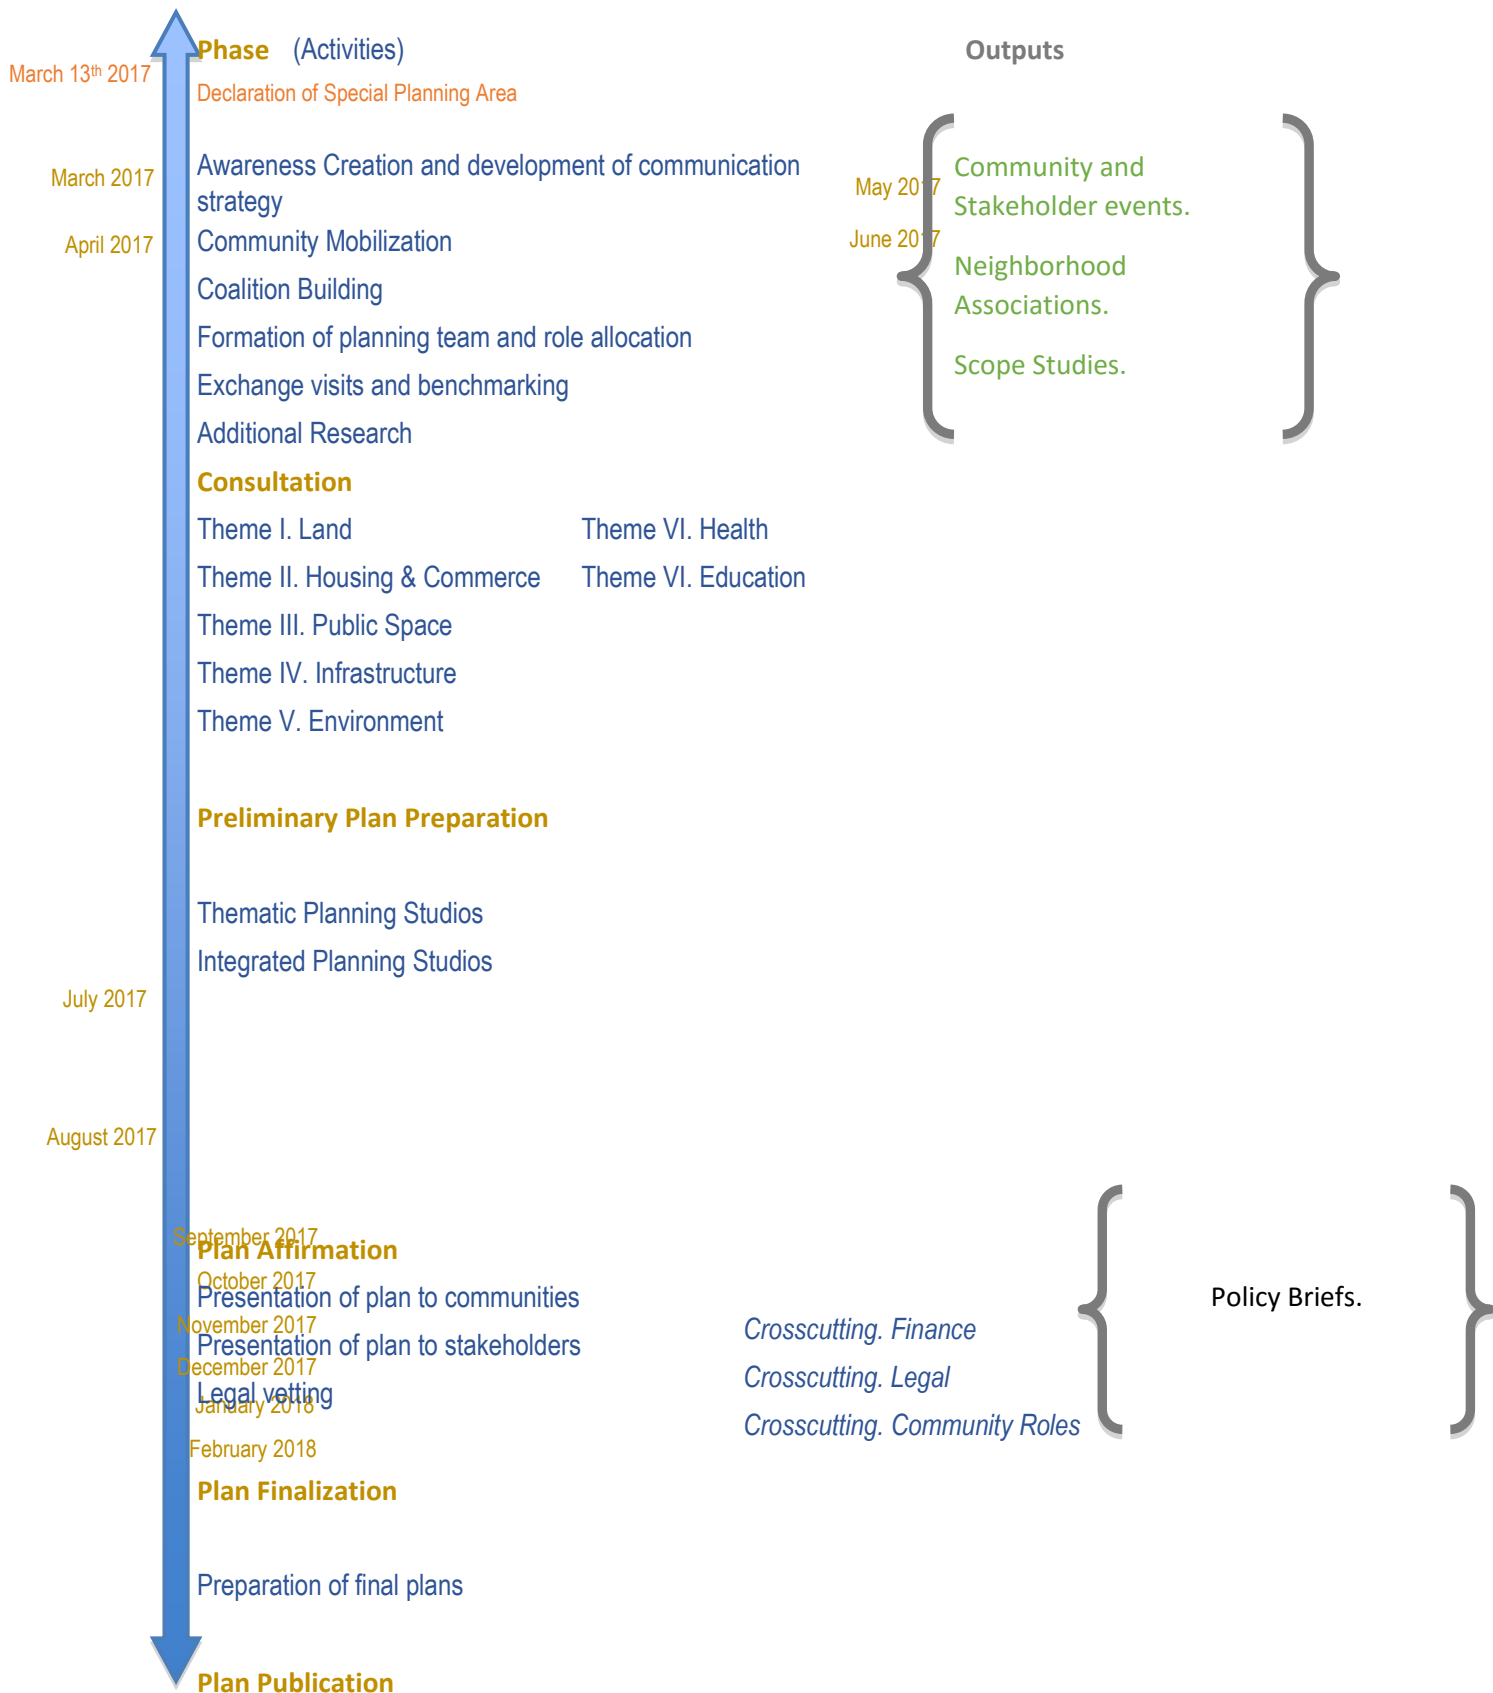 Phase (Activities)
Outputs
March 13th 2017
Declaration of Special Planning Area
March 2017
Awareness Creation and development of communication
strategy
May 2017
Community and
Stakeholder events.
April 2017
Community Mobilization
June 2017
Neighborhood
Associations.
Coalition Building
Formation of planning team and role allocation
Scope Studies.
Exchange visits and benchmarking
Additional Research
Consultation
Theme I. Land
Theme VI. Health
Theme II. Housing & Commerce
Theme VI. Education
Theme III. Public Space
Theme IV. Infrastructure
Theme V. Environment
Preliminary Plan Preparation
Thematic Planning Studios
Integrated Planning Studios
July 2017
August 2017
September 2017
Plan Affirmation
October 2017
Presentation of plan to communities
Policy Briefs.
November 2017
Presentation of plan to stakeholders
Crosscutting. Finance
December 2017
Crosscutting. Legal
Legal vetting
January 2018
Crosscutting. Community Roles
February 2018
Plan Finalization
Preparation of final plans
Plan Publication